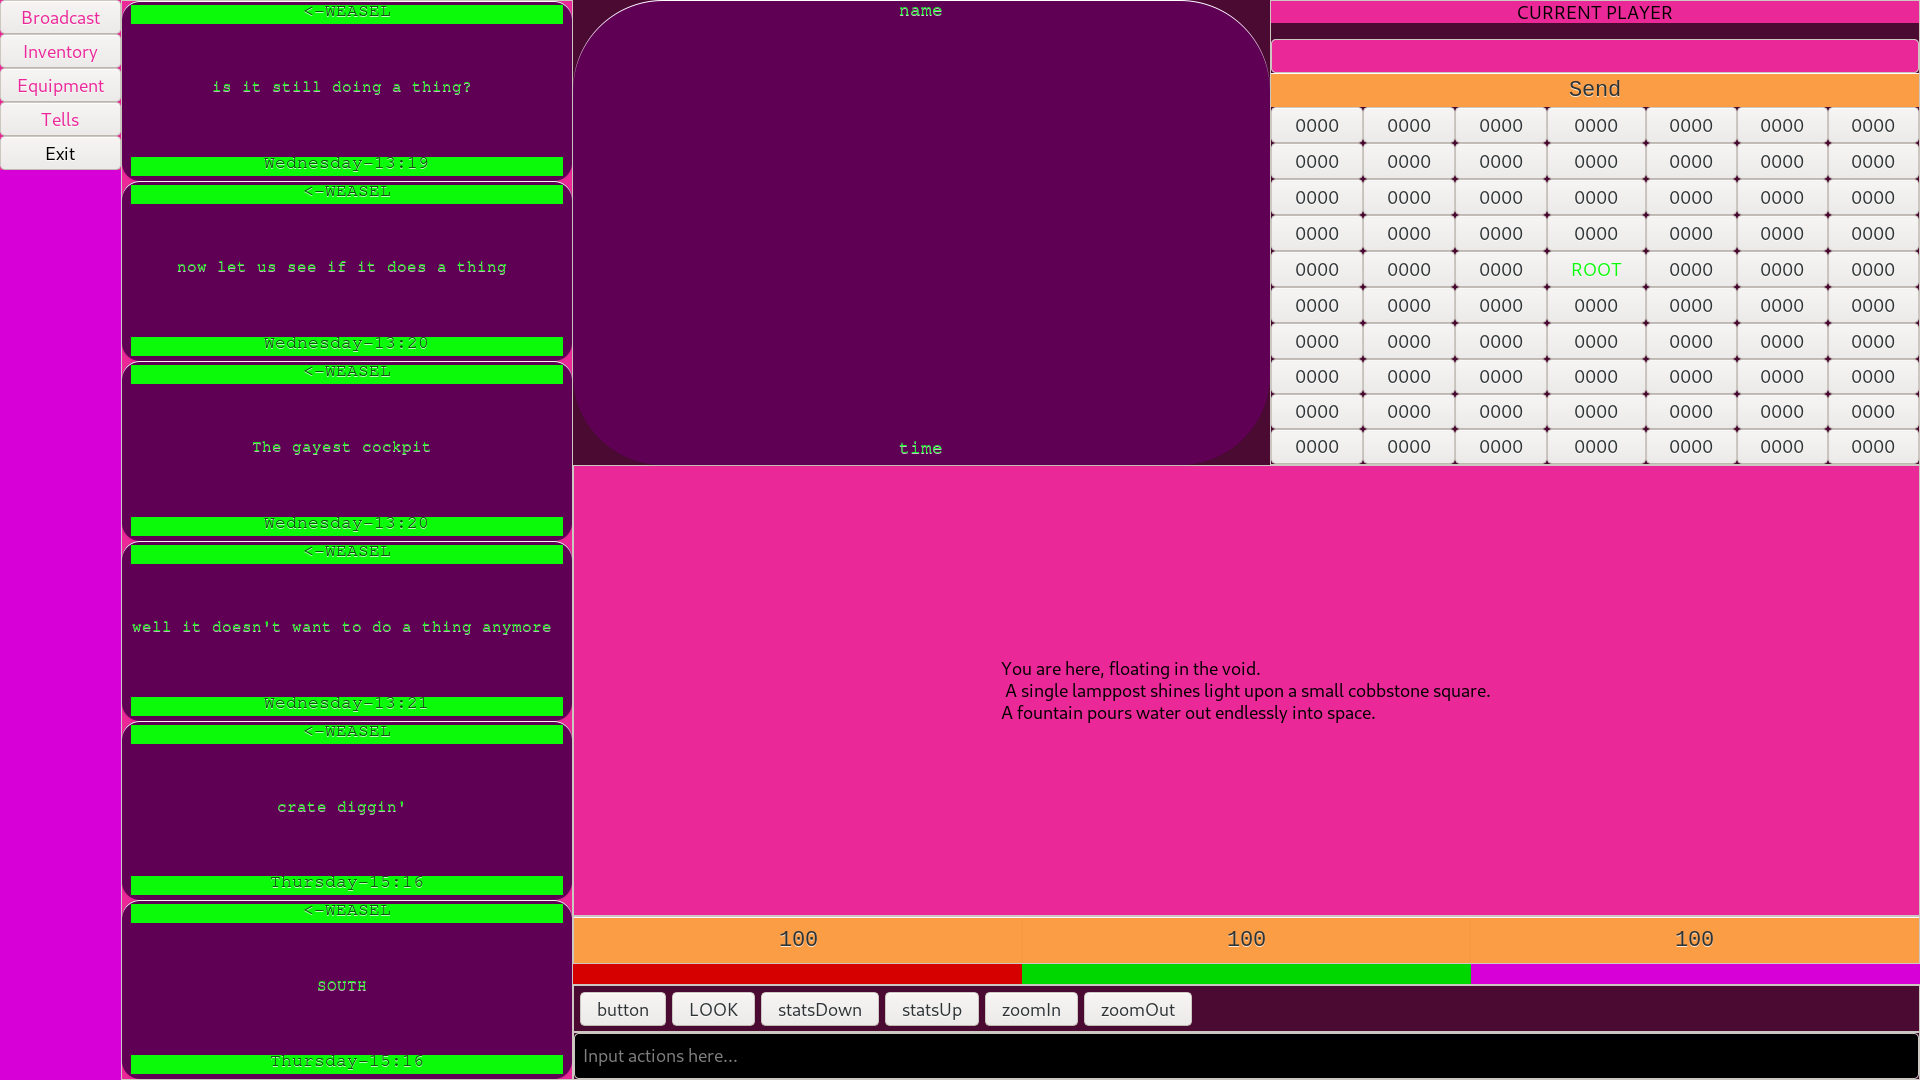 Broadcast
Inventory
Equipment
Tells
Exit
<-WEASEL
is it still doing a thing?
Wednesday-13:19
<-WEASEL
now let us see if it does a thing
Wednesday-13:20
<-WEASEL
The gayest cockpit
Wednesday-13:20
<-WEASEL
well it doesn't want to do a thing anymore
Wednesday-13:21
<-WEASEL
crate diggin'
Thursday-15:16
<-WEASEL
SOUTH
Thursday-15:16
name
time
CURRENT PLAYER
Send
0000 0000 0000 0000 0000 0000 0000
0000 0000 0000 0000 0000 0000 0000
0000 0000 0000 0000 0000 0000 0000
0000 0000 0000 0000 0000 0000 0000
0000 0000 0000 ROOT 0000 0000 0000
0000 0000 0000 0000 0000 0000 0000
0000 0000 0000 0000 0000 0000 0000
0000 0000 0000 0000 0000 0000 0000
0000 0000 0000 0000 0000 0000 0000
0000 0000 0000 0000 0000 0000 0000
You are here, floating in the void.
A single lamppost shines light upon a small cobbstone square.
A fountain pours water out endlessly into space.
100 100 100
button LOOK statsDown statsUp zoomIn zoomOut
Input actions here...